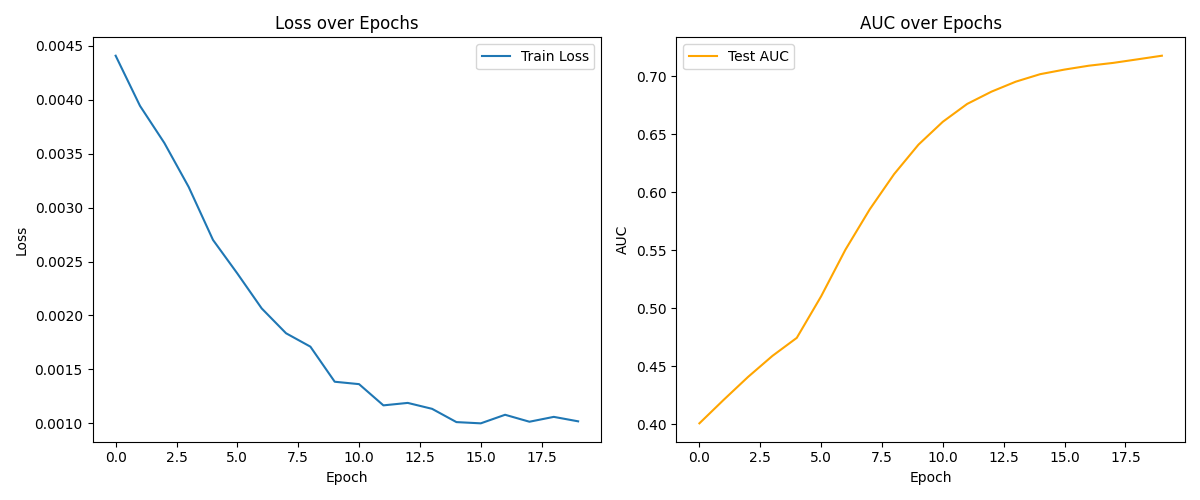 Loss over Epochs
Train Loss
0.0045
0.0040
0.0035
0.0030
0.0025
0.0020
0.0015
0.0010
Loss
0.0 2.5 5.0 7.5 10.0 12.5 15.0 17.5
Epoch
AUC over Epochs
Test AUC
0.70
0.65
0.60
0.55
0.50
0.45
0.40
AUC
0.0 2.5 5.0 7.5 10.0 12.5 15.0 17.5
Epoch